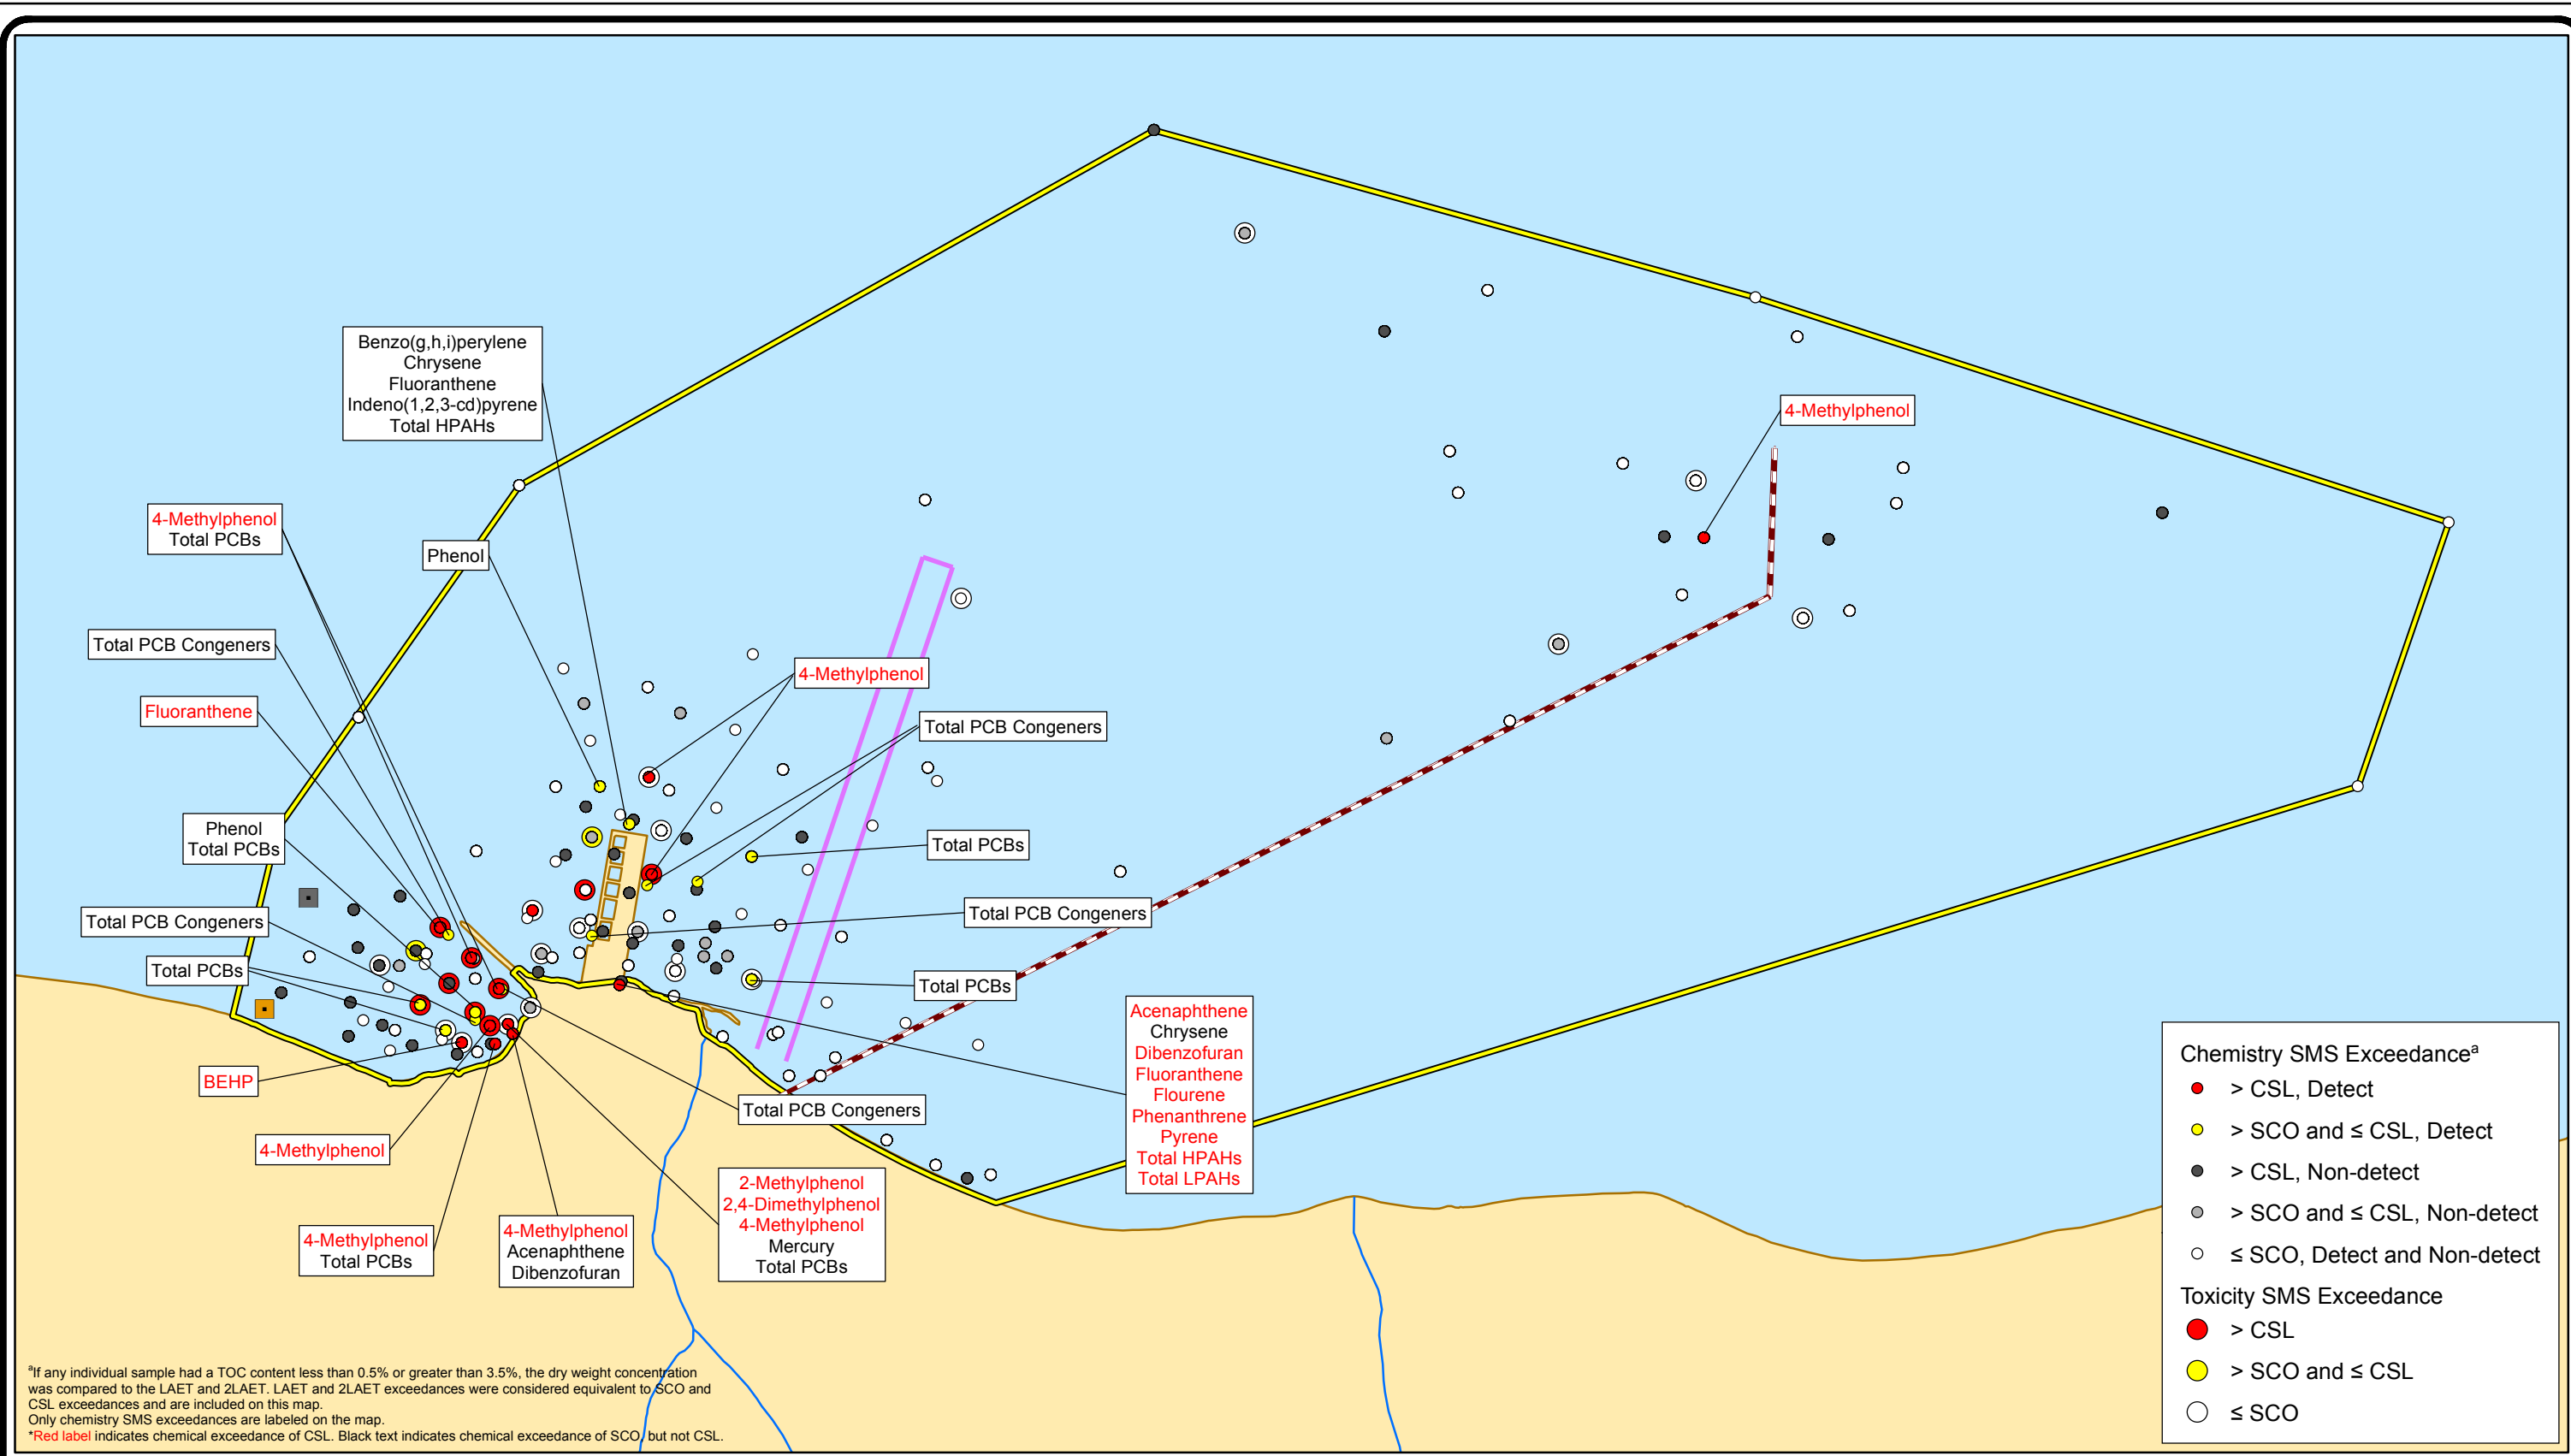 Benzo(g,h,i)perylene
Chrysene
Fluoranthene
Indeno(1,2,3-cd)pyrene
Total HPAHs
4-Methylphenol
4-Methylphenol
Total PCBs
Phenol
Total PCB Congeners
4-Methylphenol
Fluoranthene
Total PCB Congeners
Phenol
Total PCBs
Total PCBs
Total PCB Congeners
Total PCB Congeners
Total PCBs
Total PCBs
Acenaphthene
Chrysene
Dibenzofuran
Fluoranthene
Flourene
Phenanthrene
Pyrene
Total HPAHs
Total LPAHs
BEHP
Total PCB Congeners
4-Methylphenol
2-Methylphenol
2,4-Dimethylphenol
4-Methylphenol
Mercury
Total PCBs
4-Methylphenol
Total PCBs
4-Methylphenol
Acenaphthene
Dibenzofuran
Chemistry SMS Exceedanceª
> CSL, Detect
> SCO and ≤ CSL, Detect
> CSL, Non-detect
> SCO and ≤ CSL, Non-detect
≤ SCO, Detect and Non-detect
Toxicity SMS Exceedance
> CSL
> SCO and ≤ CSL
≤ SCO
ªIf any individual sample had a TOC content less than 0.5% or greater than 3.5%, the dry weight concentration
was compared to the LAET and 2LAET. LAET and 2LAET exceedances were considered equivalent to SCO and
CSL exceedances and are included on this map.
Only chemistry SMS exceedances are labeled on the map.
*Red label indicates chemical exceedance of CSL. Black text indicates chemical exceedance of SCO, but not CSL.